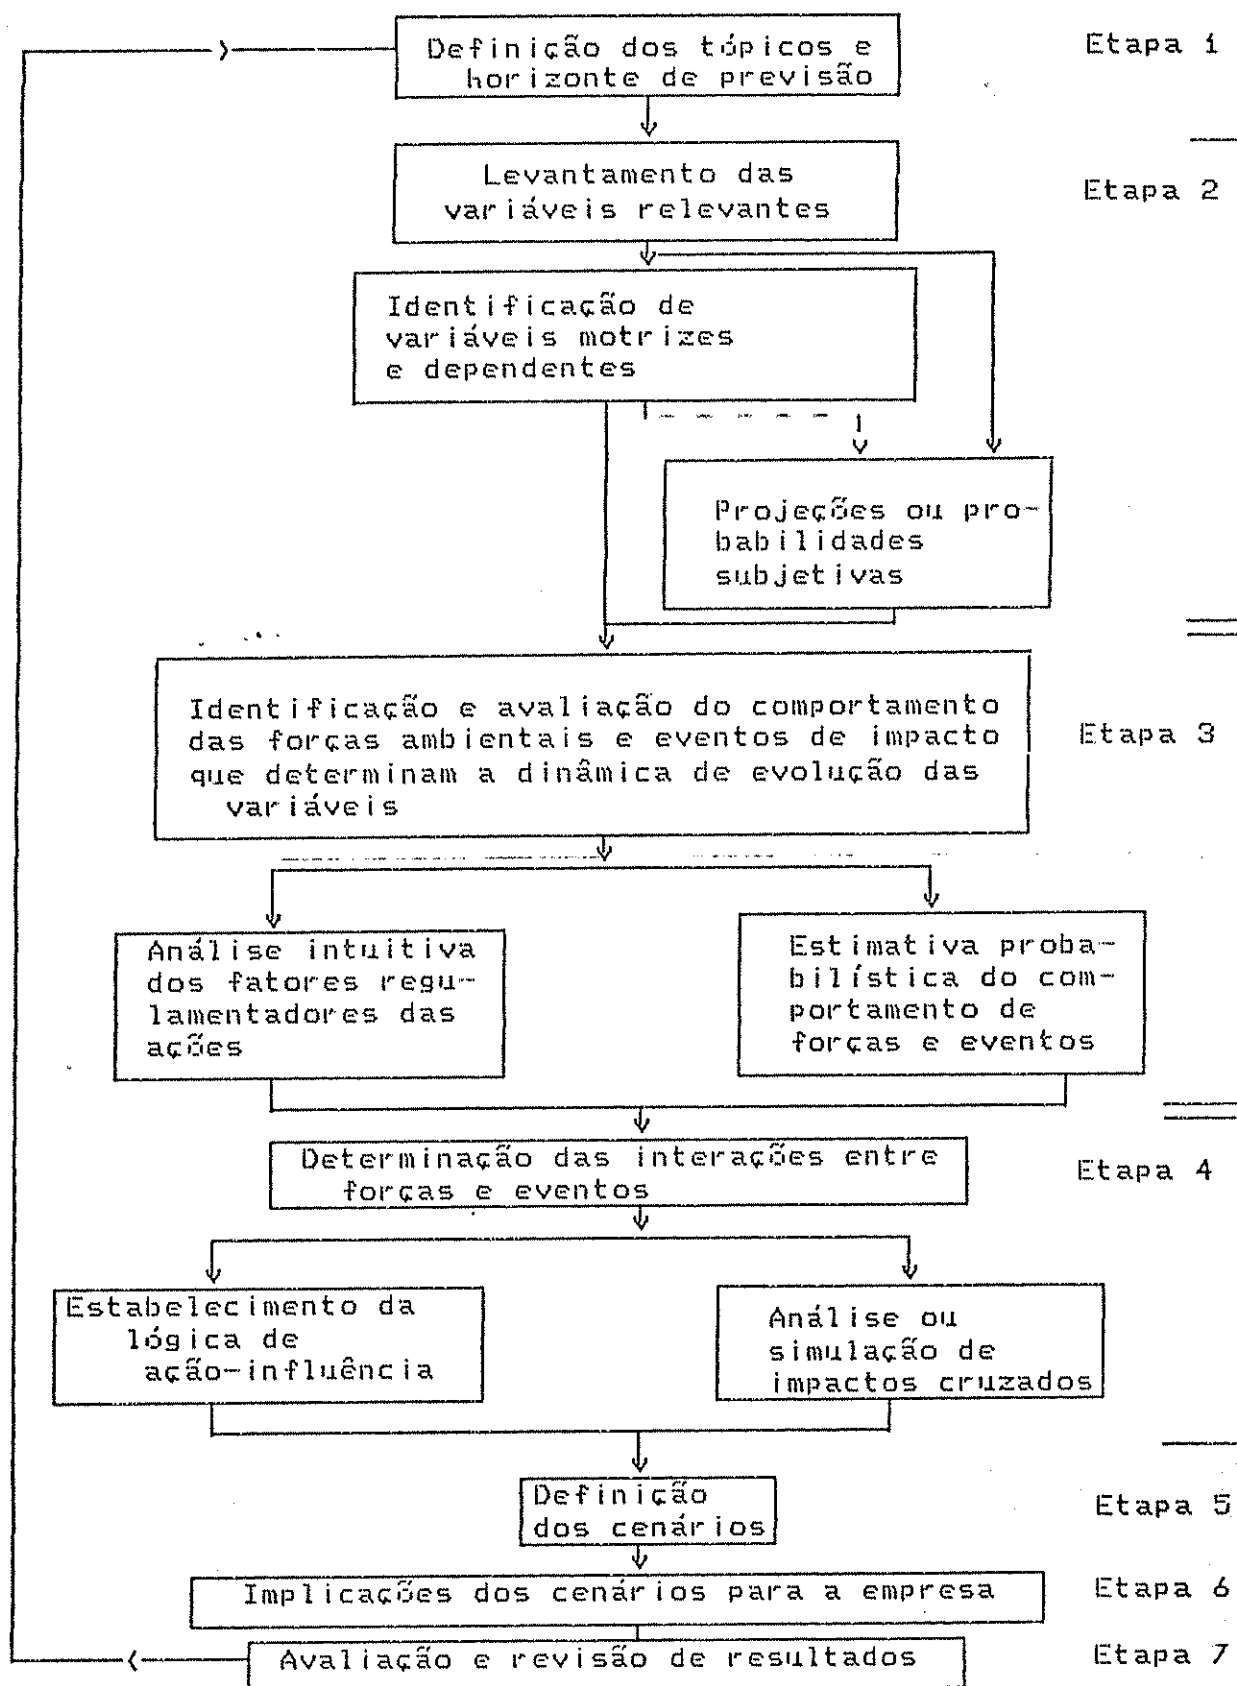 Definição dos tópicos e
horizonte de previsão
Etapa 1
Levantamento das
variáveis relevantes
Etapa 2
Identificação de
variáveis motrizes
e dependentes
Projeções ou pro-
babilidades
subjetivas
Identificação e avaliação do comportamento
das forças ambientais e eventos de impacto
que determinam a dinâmica de evolução das
variáveis
Etapa 3
Análise intuitiva
dos fatores regu-
lamentadores das
ações
Estimativa proba-
bilística do com-
portamento de
forças e eventos
Determinação das interações entre
forças e eventos
Etapa 4
Estabelecimento da
lógica de
ação-influência
Análise ou
simulação de
impactos cruzados
Definição
dos cenários
Etapa 5
Implicações dos cenários para a empresa
Etapa 6
Avaliação e revisão de resultados
Etapa 7